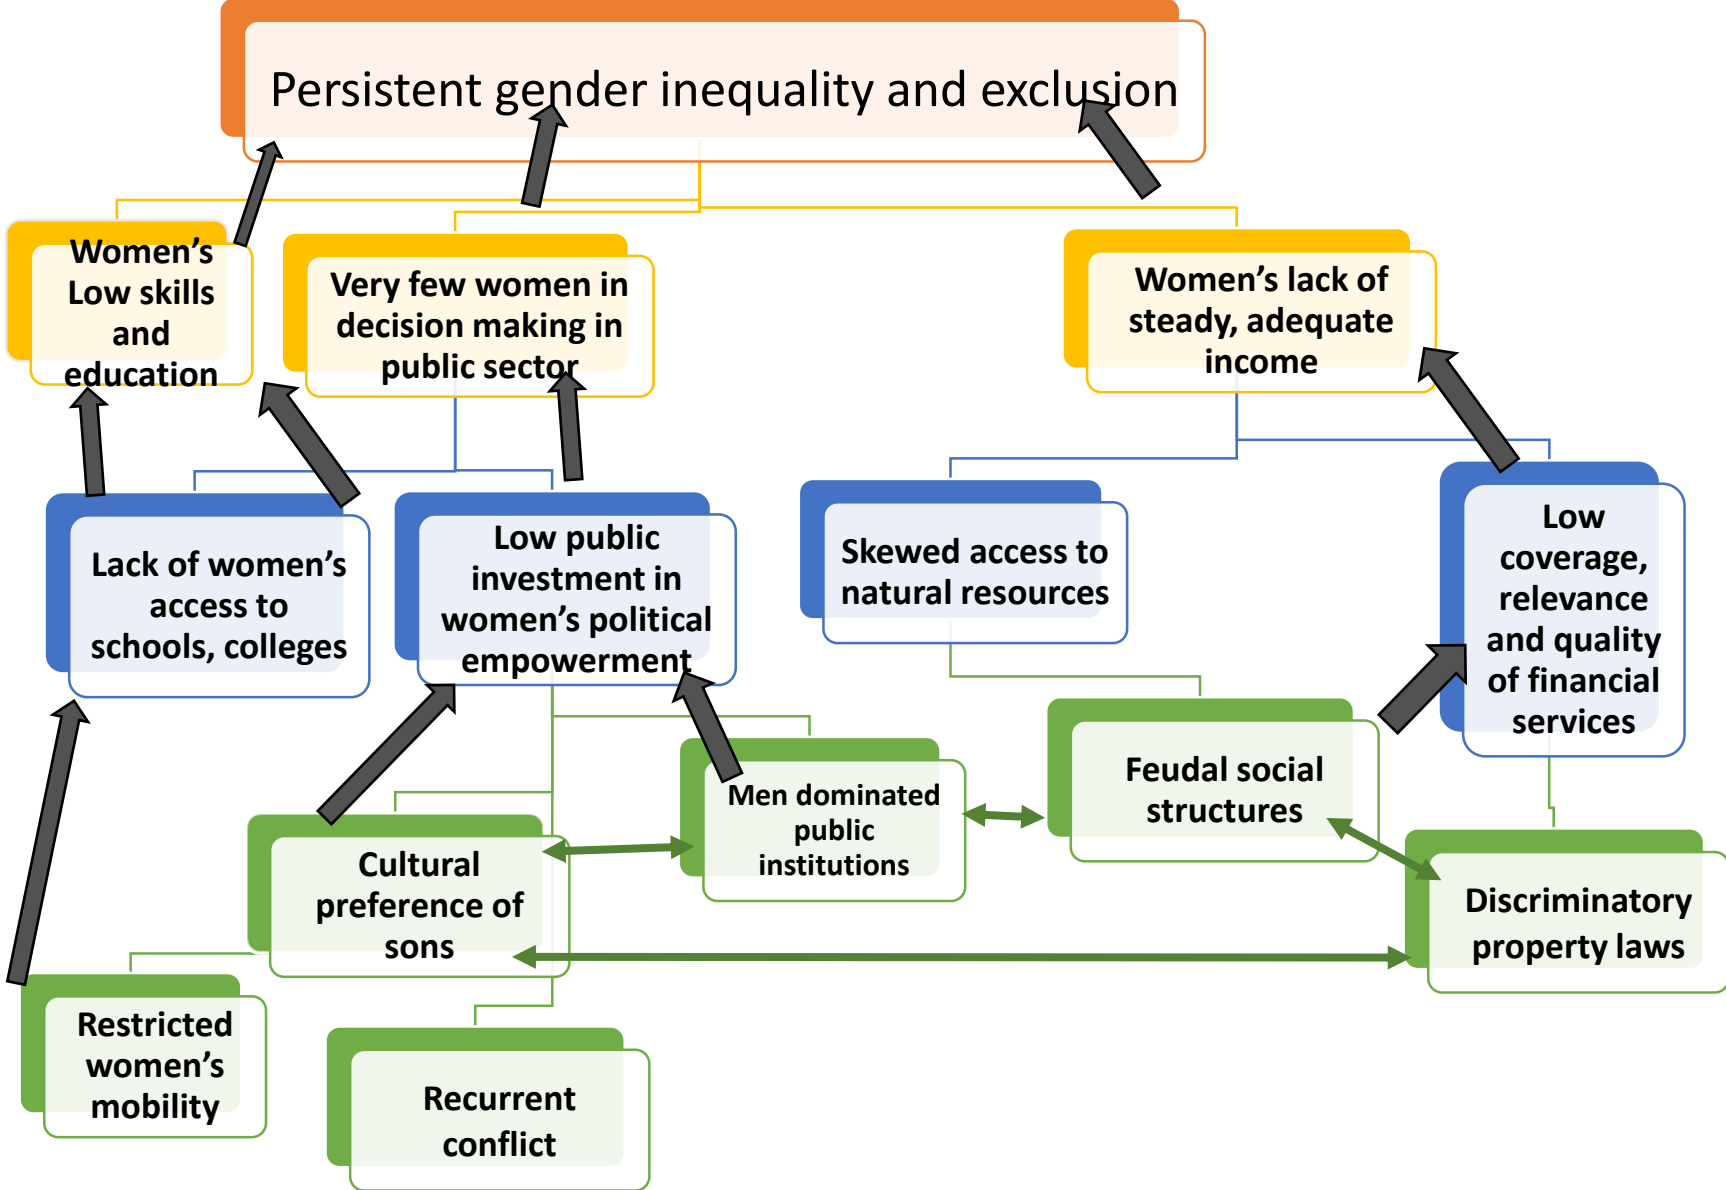 Persistent gender inequality and exclusion
Women’s
Low skills
and
education
Very few women in
decision making in
public sector
Women’s lack of
steady, adequate
income
Lack of women’s
access to
schools, colleges
Low public
investment in
women’s political
empowerment
Skewed access to
natural resources
Low
coverage,
relevance
and quality
of financial
services
Cultural
preference of
sons
Men dominated
public
institutions
Feudal social
structures
Discriminatory
property laws
Restricted
women’s
mobility
Recurrent
conflict